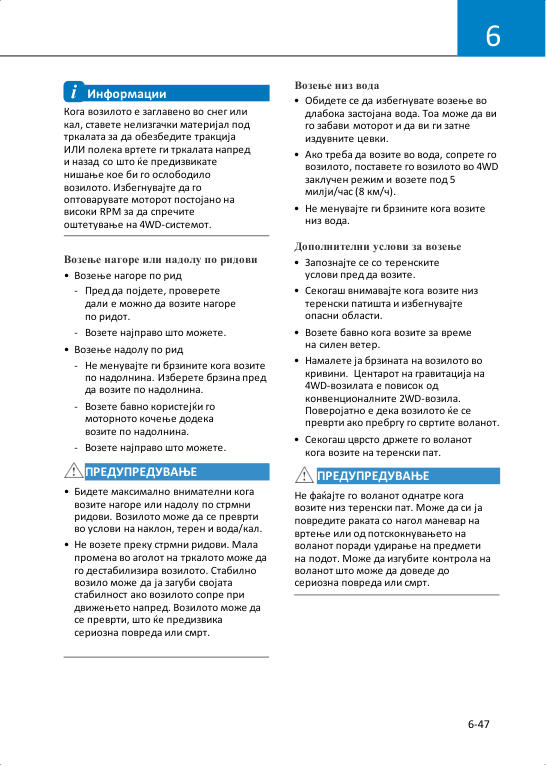 6
i Информации
Кога возилото е заглавено во снег или
кал, ставете нелизгачки материјал под
тркалата за да обезбедите тракција
ИЛИ полека вртете ги тркалата напред
и назад со што ќе предизвикате
нишање кое би го ослободило
возилото. Избегнувајте да го
оптоварувате моторот постојано на
високи RPM за да спречите
оштетување на 4WD-системот.
Возење нагоре или надолу по ридови
• Возење нагоре по рид
- Пред да појдете, проверете
дали е можно да возите нагоре
по ридот.
- Возете најправо што можете.
• Возење надолу по рид
- Не менувајте ги брзините кога возите
по надолнина. Изберете брзина пред
да возите по надолнина.
- Возете бавно користејќи го
моторното кочење додека
возите по надолнина.
- Возете најправо што можете.
ПРЕДУПРЕДУВАЊЕ
• Бидете максимално внимателни кога
возите нагоре или надолу по стрмни
ридови. Возилото може да се преврти
во услови на наклон, терен и вода/кал.
• Не возете преку стрмни ридови. Мала
промена во аголот на тркалото може да
го дестабилизира возилото. Стабилно
возило може да ја загуби својата
стабилност ако возилото сопре при
движењето напред. Возилото може да
се преврти, што ќе предизвика
сериозна повреда или смрт.
Возење низ вода
• Обидете се да избегнувате возење во
длабока застојана вода. Тоа може да ви
го забави моторот и да ви ги затне
издувните цевки.
• Ако треба да возите во вода, сопрете го
возилото, поставете го возилото во 4WD
заклучен режим и возете под 5
милји/час (8 км/ч).
• Не менувајте ги брзините кога возите
низ вода.
Дополнителни услови за возење
• Запознајте се со теренските
услови пред да возите.
• Секогаш внимавајте кога возите низ
теренски патишта и избегнувајте
опасни области.
• Возете бавно кога возите за време
на силен ветер.
• Намалете ја брзината на возилото во
кривини. Центарот на гравитација на
4WD-возилата е повисок од
конвенционалните 2WD-возила.
Поверојатно е дека возилото ќе се
преврти ако пребргу го свртите воланот.
• Секогаш цврсто држете го воланот
кога возите на теренски пат.
ПРЕДУПРЕДУВАЊЕ
Не фаќајте го воланот однатре кога
возите низ теренски пат. Може да си ја
повредите раката со нагол маневар на
вртење или од потскокнувањето на
воланот поради удирање на предмети
на подот. Може да изгубите контрола на
воланот што може да доведе до
сериозна повреда или смрт.
6-47